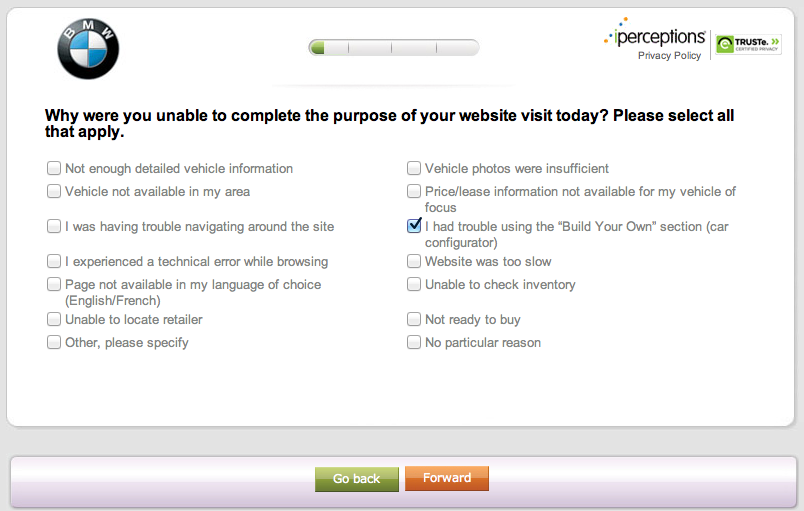 BMW
iperceptions®
Privacy Policy
TRUSTe
CERTIFIED PRIVACY
Why were you unable to complete the purpose of your website visit today? Please select all
that apply.
Not enough detailed vehicle information
Vehicle photos were insufficient
Vehicle not available in my area
Price/lease information not available for my vehicle of
focus
I was having trouble navigating around the site
I had trouble using the “Build Your Own” section (car
configurator)
I experienced a technical error while browsing
Website was too slow
Page not available in my language of choice
(English/French)
Unable to check inventory
Unable to locate retailer
Not ready to buy
Other, please specify
No particular reason
Go back
Forward